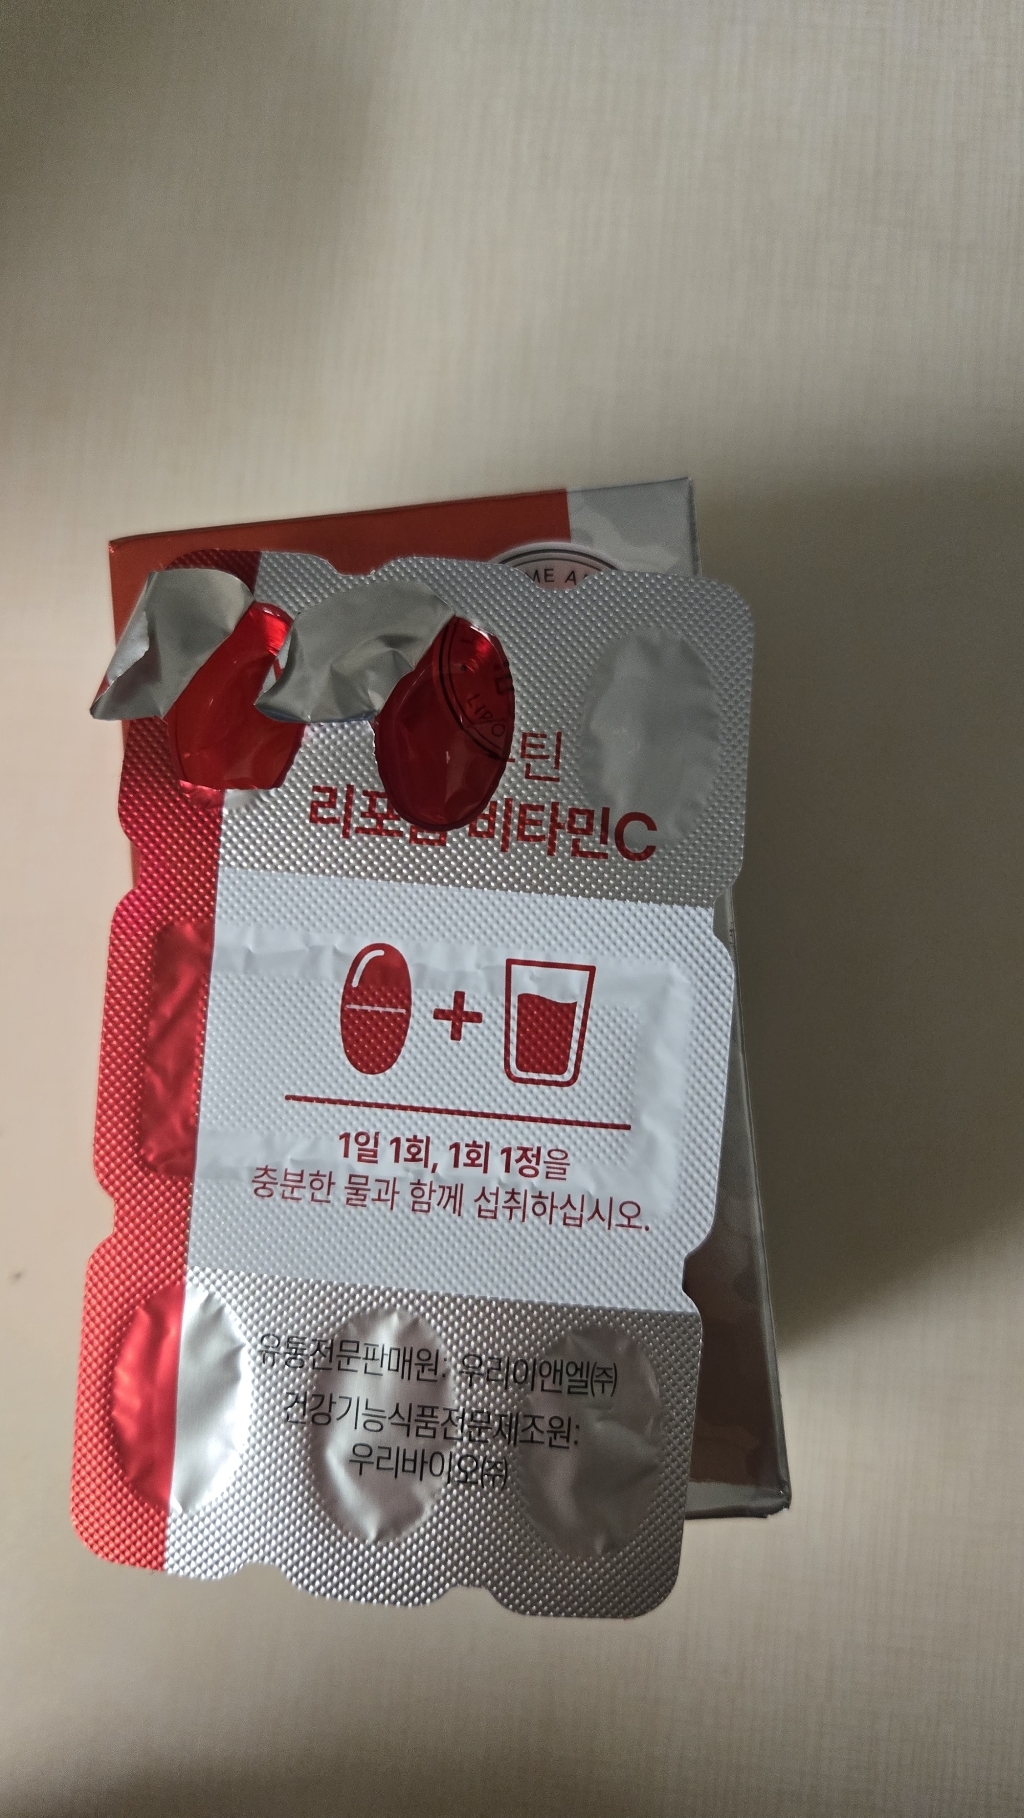 틴
리포 비타민C
1일 1회, 1회 1정을
충분한 물과 함께 섭취하십시오.
유통전문판매원: 우리이앤엘㈜
건강기능식품전문제조원:
우리바이오㈜